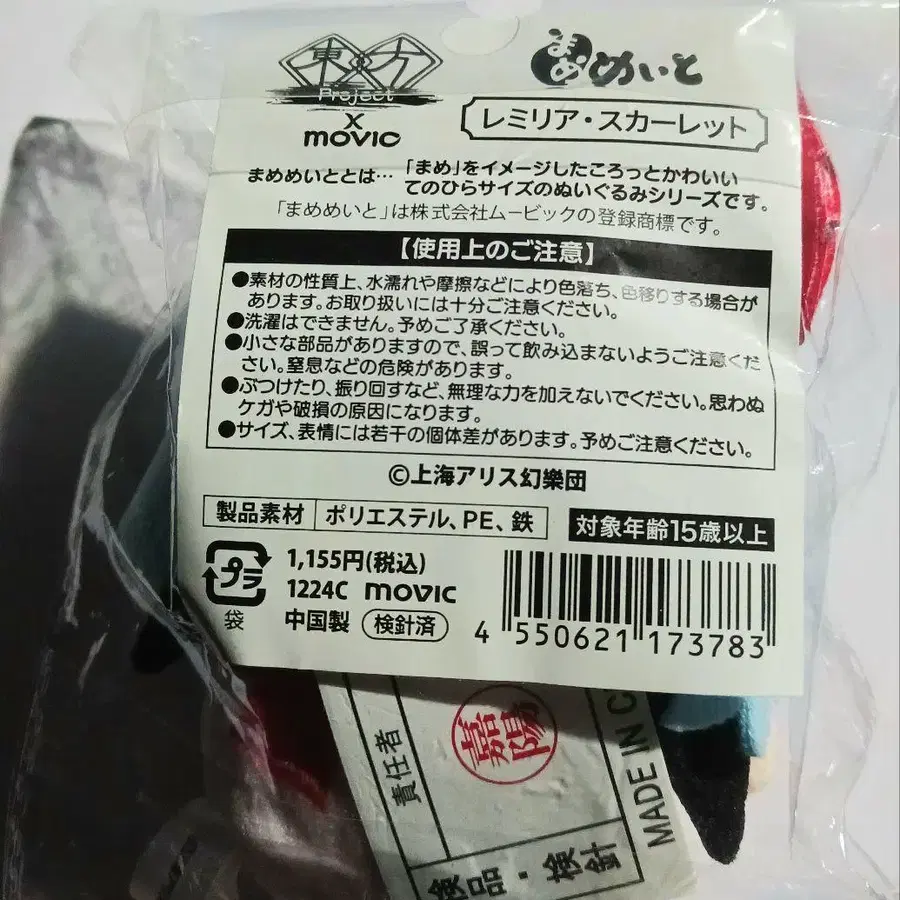 東方
Project
×
movic
まめめいと
レミリア・スカーレット
まめめいととは…「まめ」をイメージしたころっとかわいい
てのひらサイズのぬいぐるみシリーズです。
「まめめいと」は株式会社ムービックの登録商標です。
【使用上のご注意】
●素材の性質上、水濡れや摩擦などにより色落ち、色移りする場合が
あります。お取り扱いには十分ご注意ください。
●洗濯はできません。予めご了承ください。
●小さな部品がありますので、誤って飲み込まないようご注意くだ
さい。窒息などの危険があります。
●ぶつけたり、振り回すなど、無理な力を加えないでください。思わぬ
ケガや破損の原因になります。
●サイズ、表情には若干の個体差があります。予めご注意ください。
©上海アリス幻樂団
製品素材 ポリエステル、PE、鉄
対象年齢15歳以上
プラ
袋
1,155円(税込)
1224C movic
中国製 検針済
4 550621 173783
責任者
嘉陽
検品・検針
MADE IN C